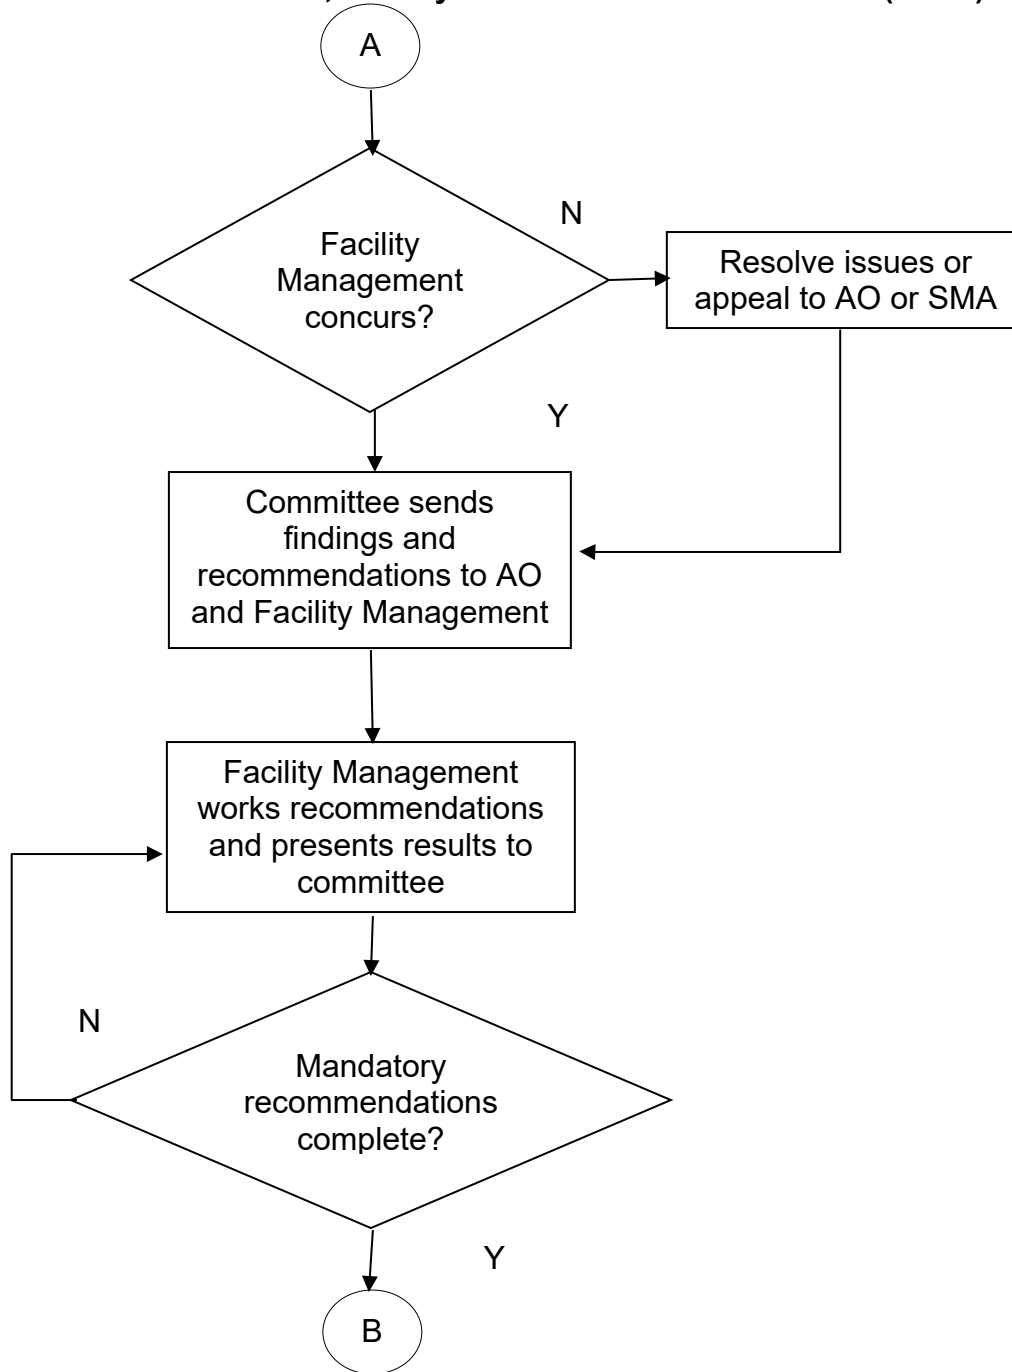 A
Facility
Management
concurs?
N
Resolve issues or
appeal to AO or SMA
Y
Committee sends
findings and
recommendations to AO
and Facility Management
Facility Management
works recommendations
and presents results to
committee
N
Mandatory
recommendations
complete?
Y
B